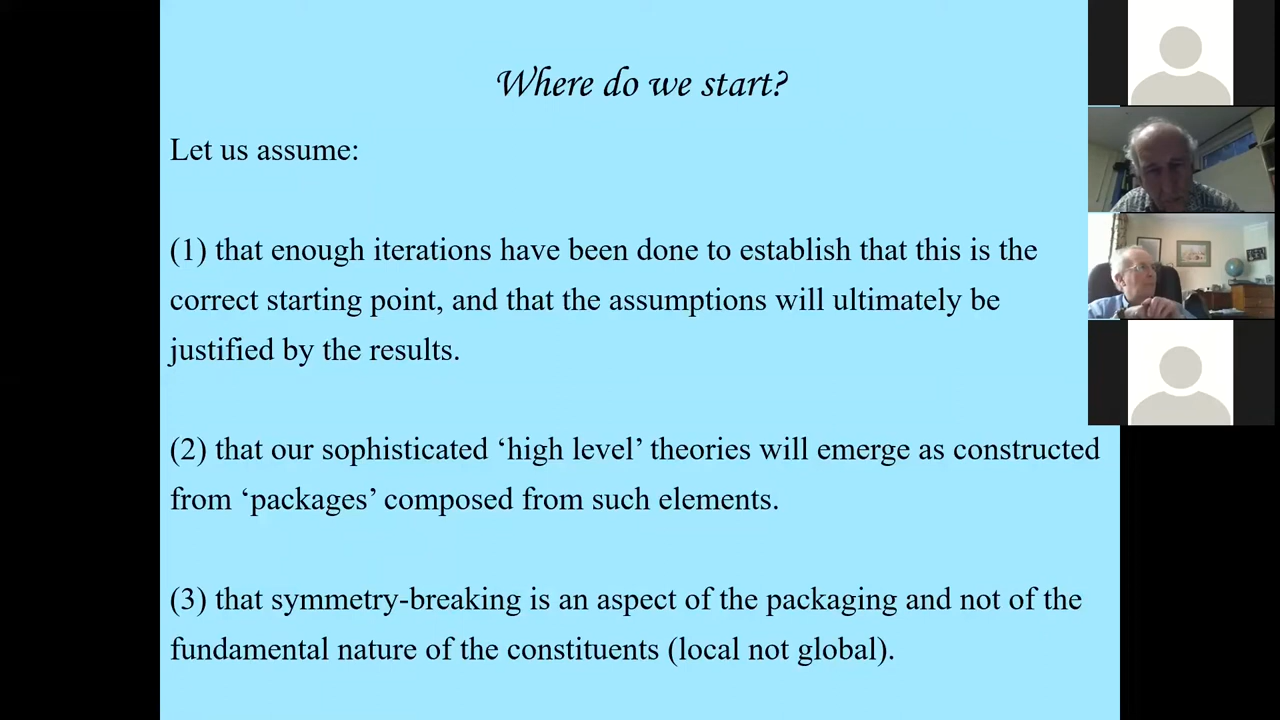 Where do we start?
Let us assume:
(1) that enough iterations have been done to establish that this is the
correct starting point, and that the assumptions will ultimately be
justified by the results.
(2) that our sophisticated ‘high level’ theories will emerge as constructed
from ‘packages’ composed from such elements.
(3) that symmetry-breaking is an aspect of the packaging and not of the
fundamental nature of the constituents (local not global).